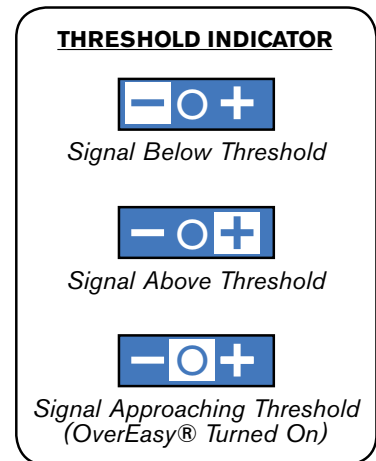 THRESHOLD INDICATOR
− O +
Signal Below Threshold
− O +
Signal Above Threshold
− O +
Signal Approaching Threshold
(OverEasy® Turned On)